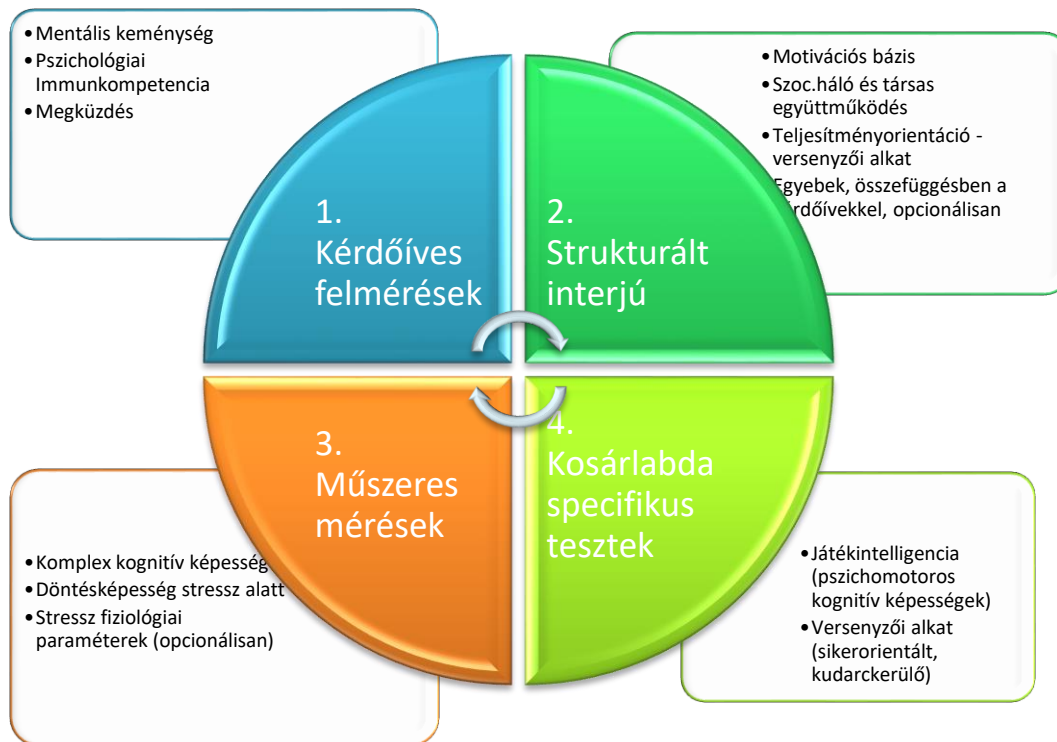 •Mentális keménység
•Pszichológiai
Immunkompetencia
•Megküzdés
1.
Kérdőíves
felmérések
•Motivációs bázis
•Szoc.háló és társas
együttműködés
•Teljesítményorientáció -
versenyzői alkat
•Egyebek, összefüggésben a
kérdőívekkel, opcionálisan
2.
Strukturált
interjú
3.
Műszeres
mérések
•Komplex kognitív képesség
•Döntésképesség stressz alatt
•Stressz fiziológiai
paraméterek (opcionálisan)
4.
Kosárlabda
specifikus
tesztek
•Játékintelligencia
(pszichomotoros
kognitív képességek)
•Versenyzői alkat
(sikerorientált,
kudarckerülő)